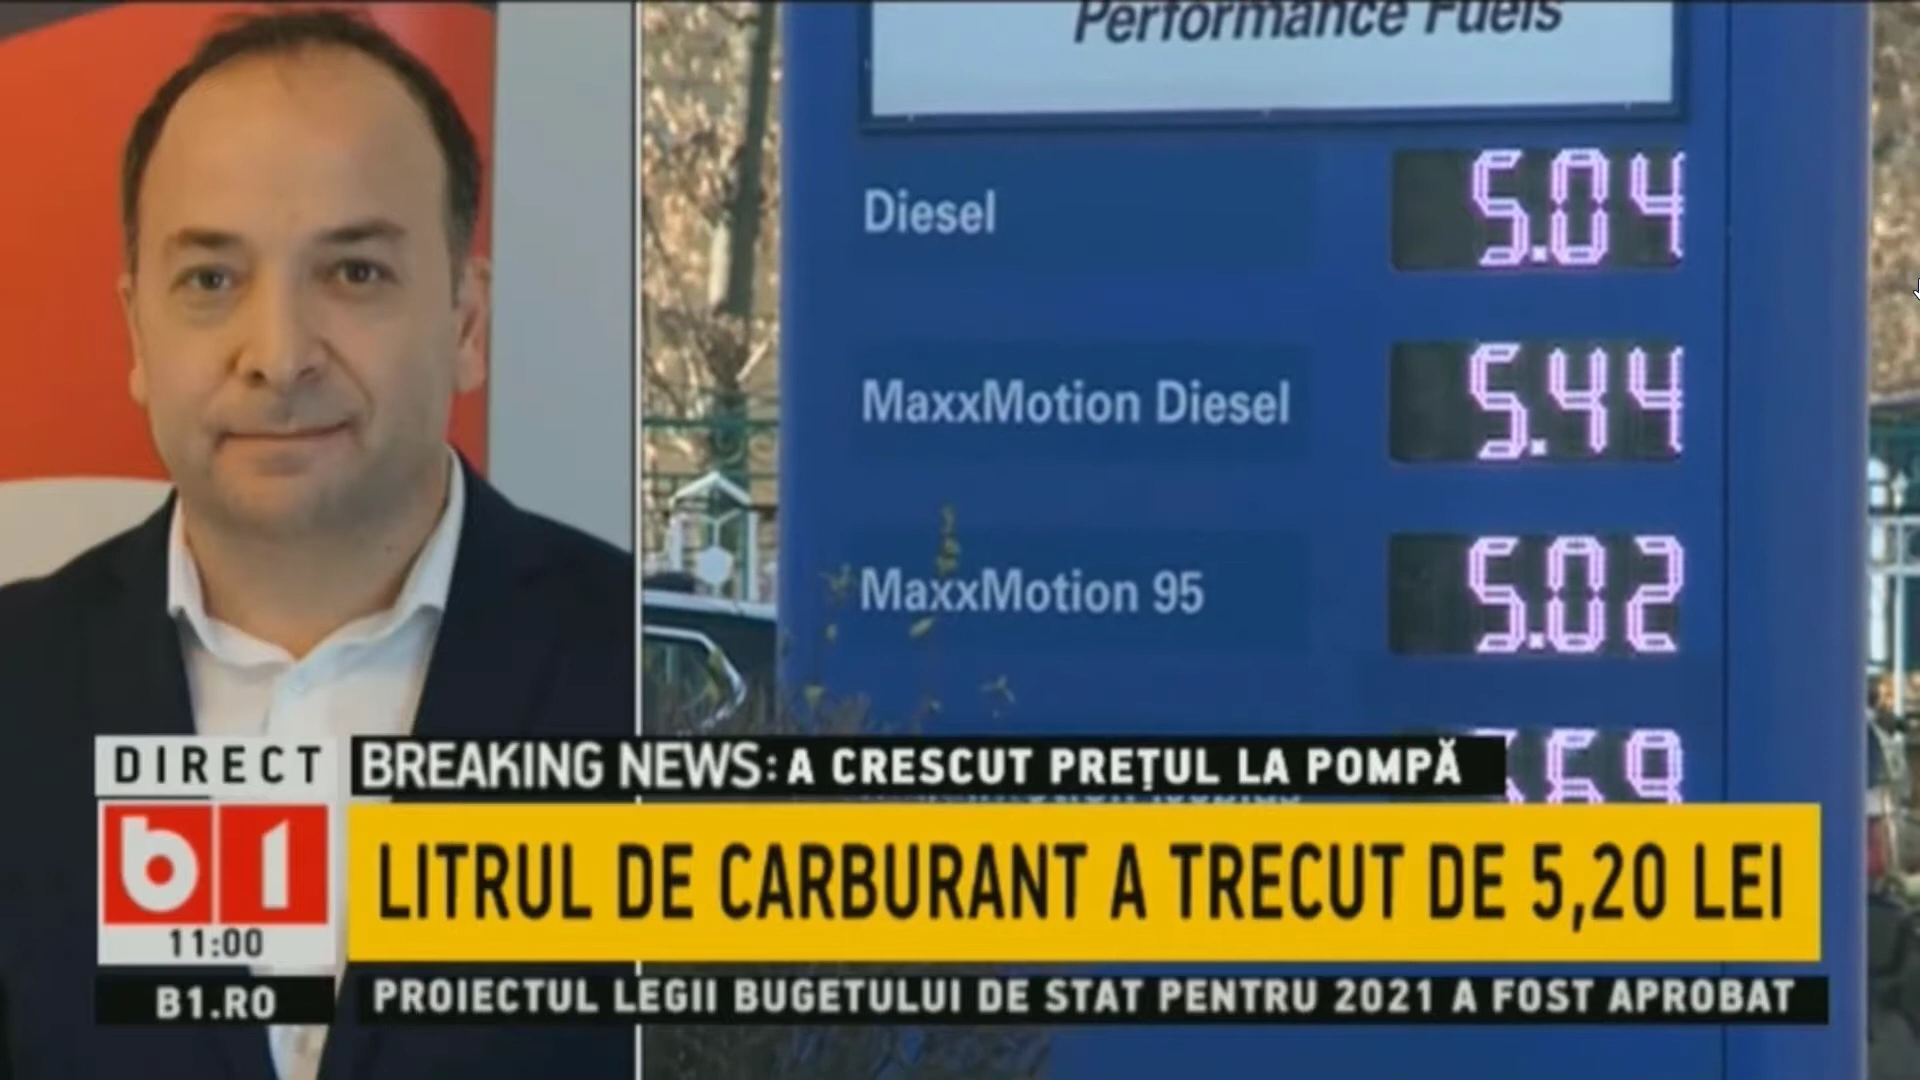 Performance Fuels
Diesel 5.04
MaxxMotion Diesel 5.44
MaxxMotion 95 5.02
DIRECT
BREAKING NEWS: A CRESCUT PREȚUL LA POMPĂ
b1
LITRUL DE CARBURANT A TRECUT DE 5,20 LEI
11:00
B1.RO
PROIECTUL LEGII BUGETULUI DE STAT PENTRU 2021 A FOST APROBAT